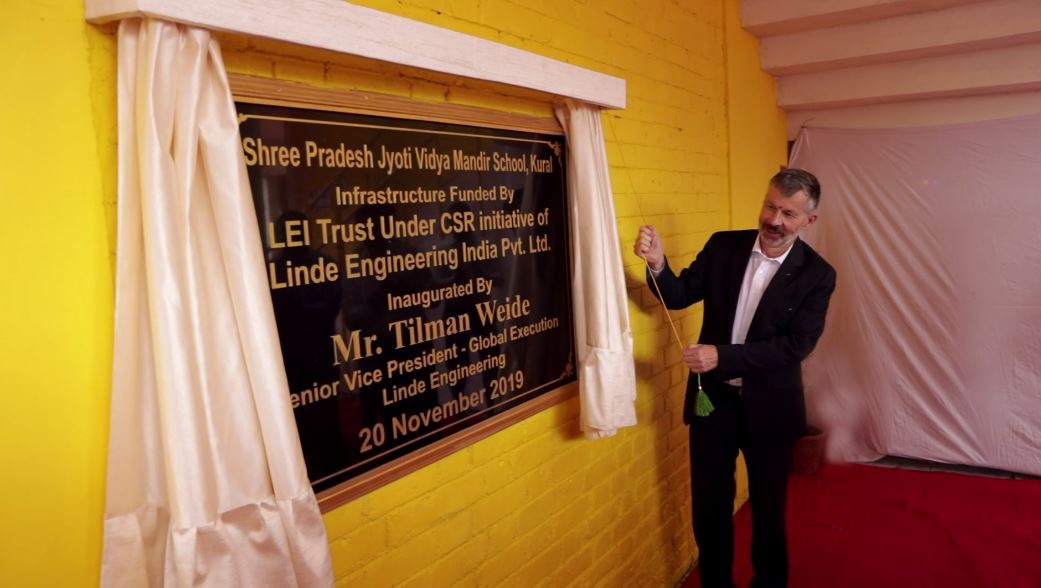 Shree Pradesh Jyoti Vidya Mandir School, Kural
Infrastructure Funded By
LEI Trust Under CSR initiative of
Linde Engineering India Pvt. Ltd.
Inaugurated By
Mr. Tilman Weide
enior Vice President - Global Execution
Linde Engineering
20 November 2019